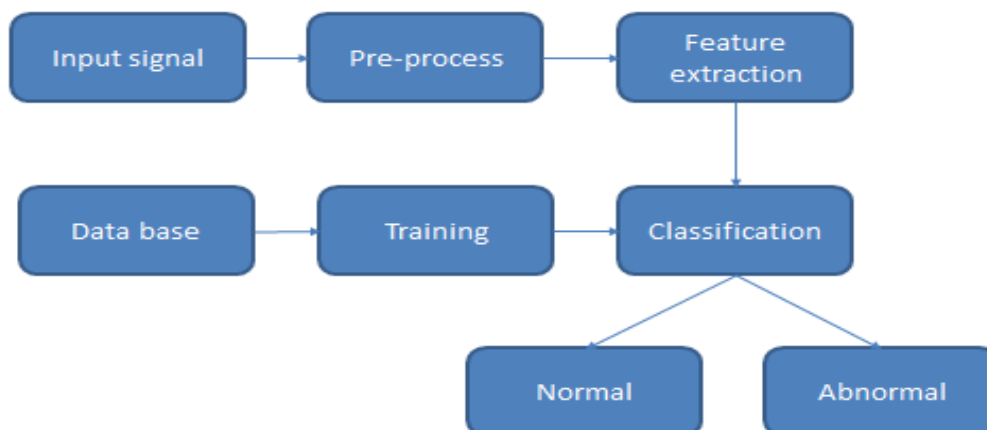 Input signal
Pre-process
Feature
extraction
Data base
Training
Classification
Normal
Abnormal